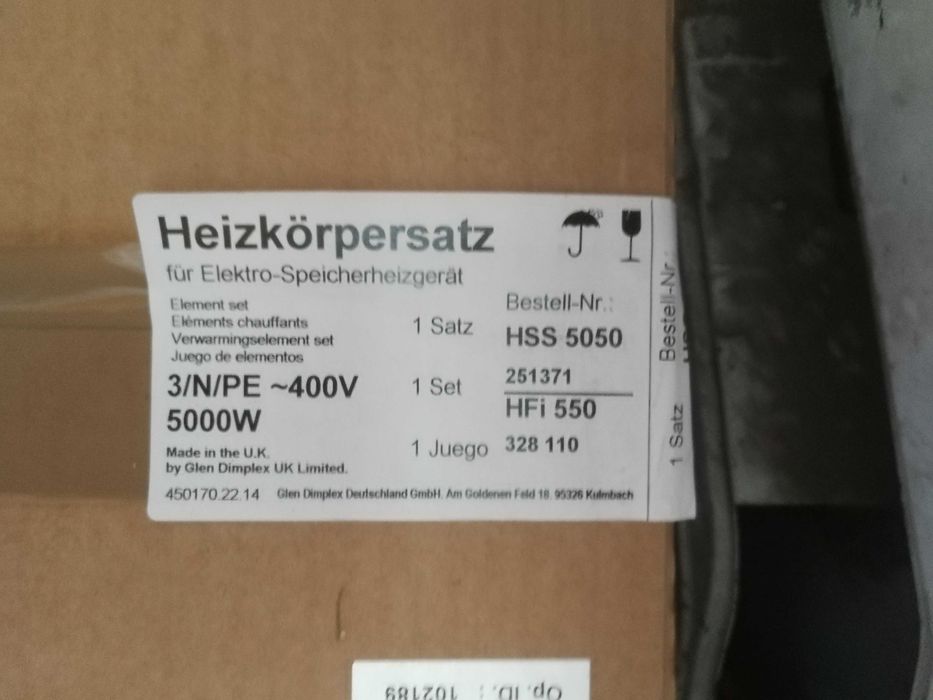 Heizkörpersatz
für Elektro-Speicherheizgerät
Element set
Eléments chauffants
Verwarmingselement set
Juego de elementos
3/N/PE ~400V
5000W
Made in the U.K.
by Glen Dimplex UK Limited.
1 Satz
1 Set
1 Juego
Bestell-Nr.:
HSS 5050
251371
HFi 550
328 110
450170.22.14 Glen Dimplex Deutschland GmbH. Am Goldenen Feld 18. 95326 Kulmbach
Bestell-Nr.:
1 Satz
Op. ID. : 102189